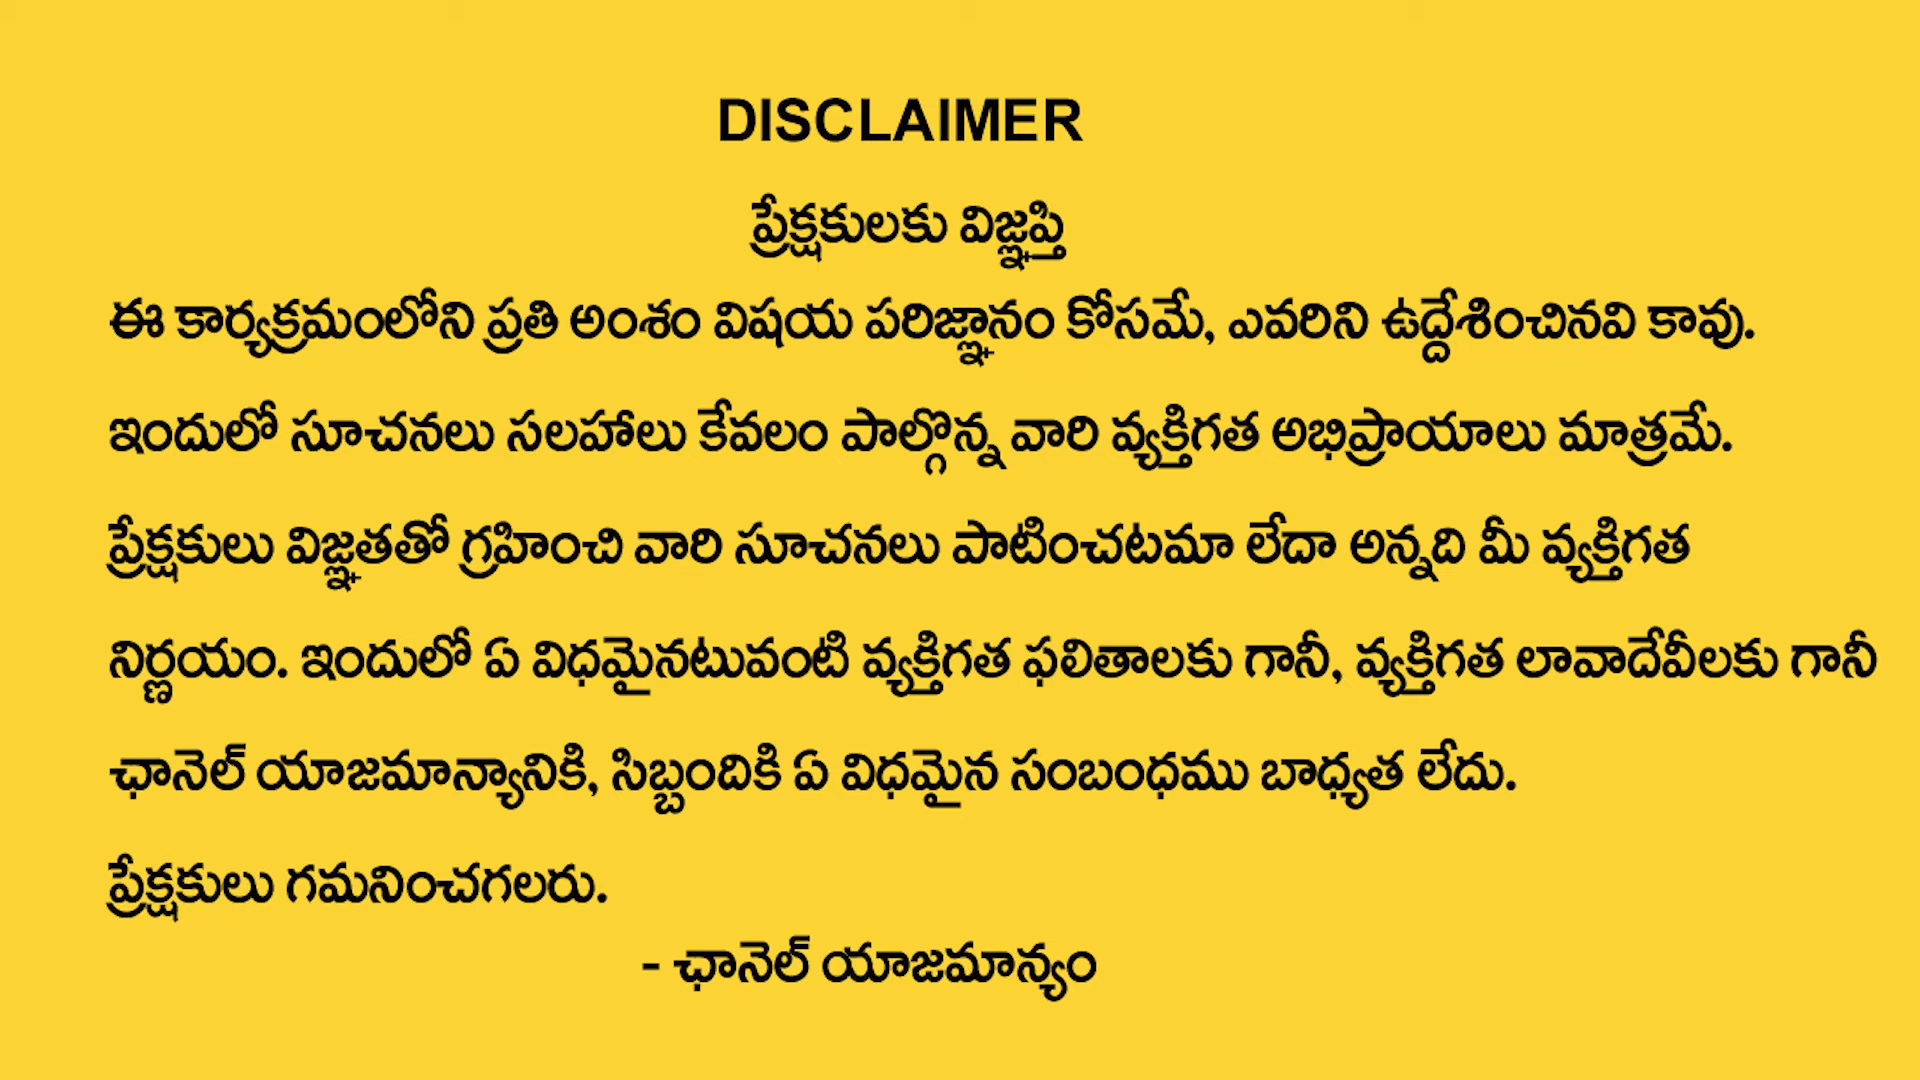 DISCLAIMER
ప్రేక్షకులకు విజ్ఞప్తి
ఈ కార్యక్రమంలోని ప్రతి అంశం విషయ పరిజ్ఞానం కోసమే, ఎవరిని ఉద్దేశించినవి కావు.
ఇందులో సూచనలు సలహాలు కేవలం పాల్గొన్న వారి వ్యక్తిగత అభిప్రాయాలు మాత్రమే.
ప్రేక్షకులు విజ్ఞతతో గ్రహించి వారి సూచనలు పాటించటమా లేదా అన్నది మీ వ్యక్తిగత
నిర్ణయం. ఇందులో ఏ విధమైనటువంటి వ్యక్తిగత ఫలితాలకు గానీ, వ్యక్తిగత లావాదేవీలకు గానీ
ఛానెల్ యాజమాన్యానికి, సిబ్బందికి ఏ విధమైన సంబంధము బాధ్యత లేదు.
ప్రేక్షకులు గమనించగలరు.
- ఛానెల్ యాజమాన్యం